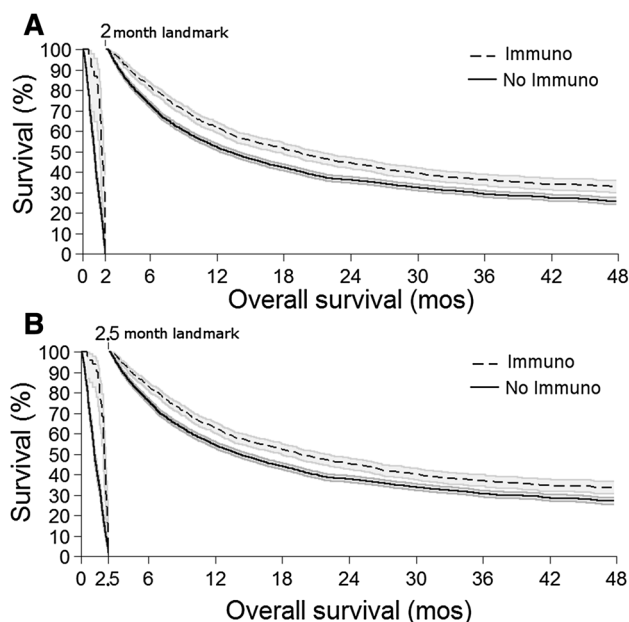 A
2 month landmark
100
90
80
70
60
50
40
30
20
10
0
Survival (%)
Immuno
No Immuno
0 2 6 12 18 24 30 36 42 48
Overall survival (mos)
B
2.5 month landmark
100
90
80
70
60
50
40
30
20
10
0
Survival (%)
Immuno
No Immuno
0 2.5 6 12 18 24 30 36 42 48
Overall survival (mos)